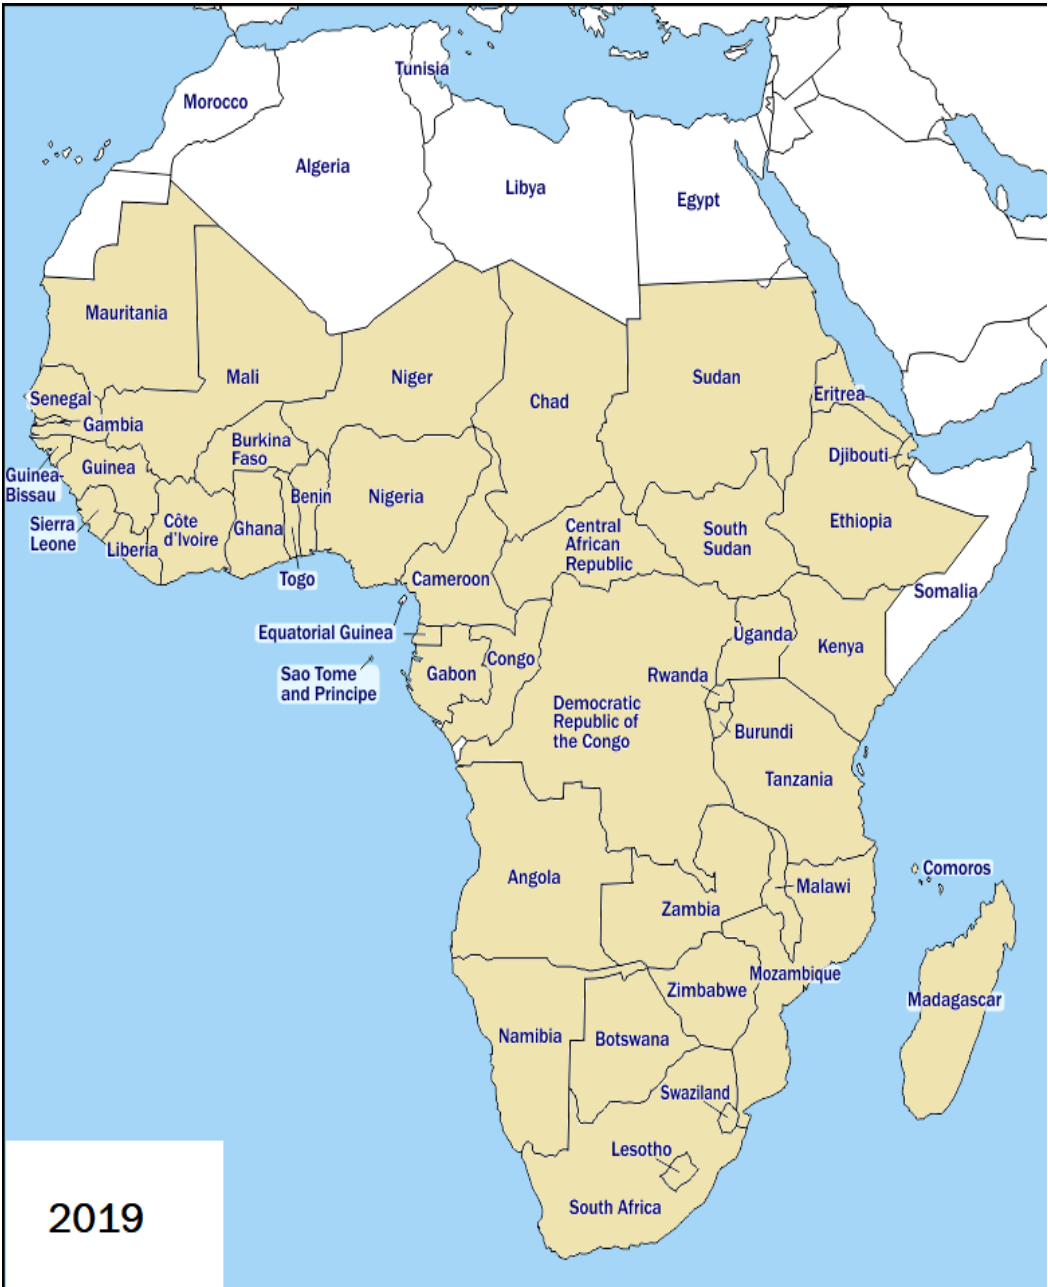 Tunisia
Morocco
Algeria
Libya
Egypt
Mauritania
Mali
Niger
Chad
Sudan
Eritrea
Senegal
Gambia
Burkina
Faso
Djibouti
Guinea
Guinea-
Bissau
Benin
Nigeria
Sierra
Leone
Côte
d'Ivoire
Ghana
Liberia
Central
African
Republic
South
Sudan
Ethiopia
Togo
Cameroon
Somalia
Equatorial Guinea
Uganda
Kenya
Congo
Gabon
Sao Tome
and Principe
Rwanda
Democratic
Republic of
the Congo
Burundi
Tanzania
Angola
Malawi
Comoros
Zambia
Mozambique
Zimbabwe
Madagascar
Namibia
Botswana
Swaziland
Lesotho
South Africa
2019